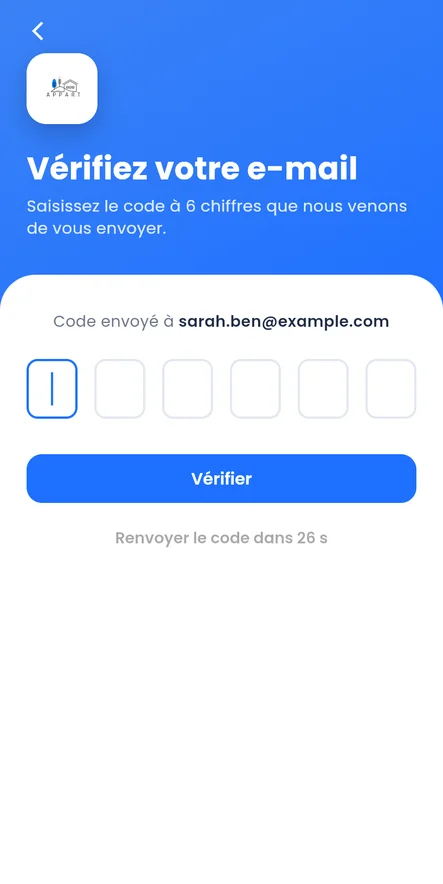 APPART
Vérifiez votre e-mail
Saisissez le code à 6 chiffres que nous venons
de vous envoyer.
Code envoyé à sarah.ben@example.com
Vérifier
Renvoyer le code dans 26 s